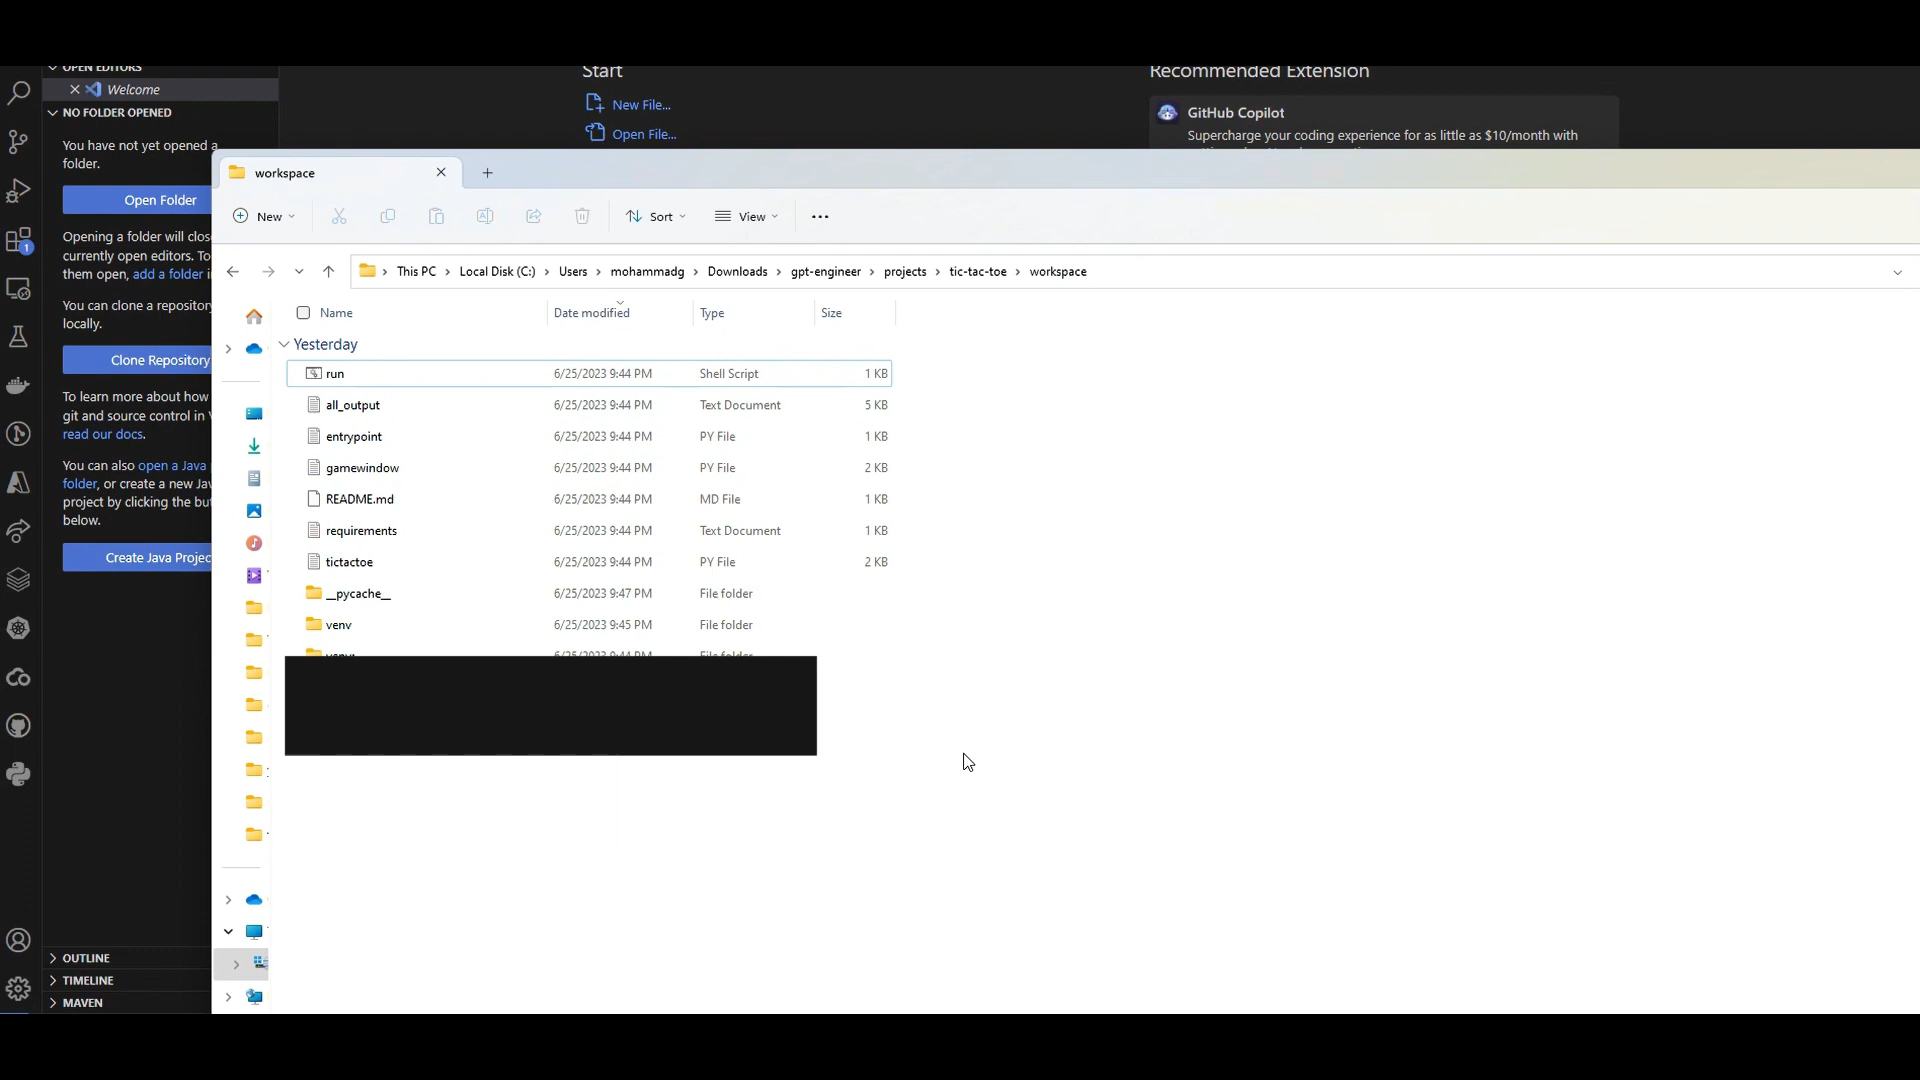 OPEN EDITORS
Welcome
NO FOLDER OPENED
You have not yet opened a
folder.
Open Folder
Opening a folder will
currently open editors. To
them open, add a folder
You can clone a repository
locally.
Clone Repository
To learn more about how
git and source control in
read our docs.
You can also open a Java
folder, or create a new
project by clicking the
below.
Create Java
OUTLINE
TIMELINE
MAVEN
Start
New File...
Open File...
Recommended Extension
GitHub Copilot
Supercharge your coding experience for as little as $10/month with
workspace
New
Sort
View
This PC > Local Disk (C:) > Users > mohammadg > Downloads > gpt-engineer > projects > tic-tac-toe > workspace
Name Date modified Type Size
Yesterday
run 6/25/2023 9:44 PM Shell Script 1 KB
all_output 6/25/2023 9:44 PM Text Document 5 KB
entrypoint 6/25/2023 9:44 PM PY File 1 KB
gamewindow 6/25/2023 9:44 PM PY File 2 KB
README.md 6/25/2023 9:44 PM MD File 1 KB
requirements 6/25/2023 9:44 PM Text Document 1 KB
tictactoe 6/25/2023 9:44 PM PY File 2 KB
__pycache__ 6/25/2023 9:47 PM File folder
venv 6/25/2023 9:45 PM File folder
6/25/2023 9:44 PM File folder
1